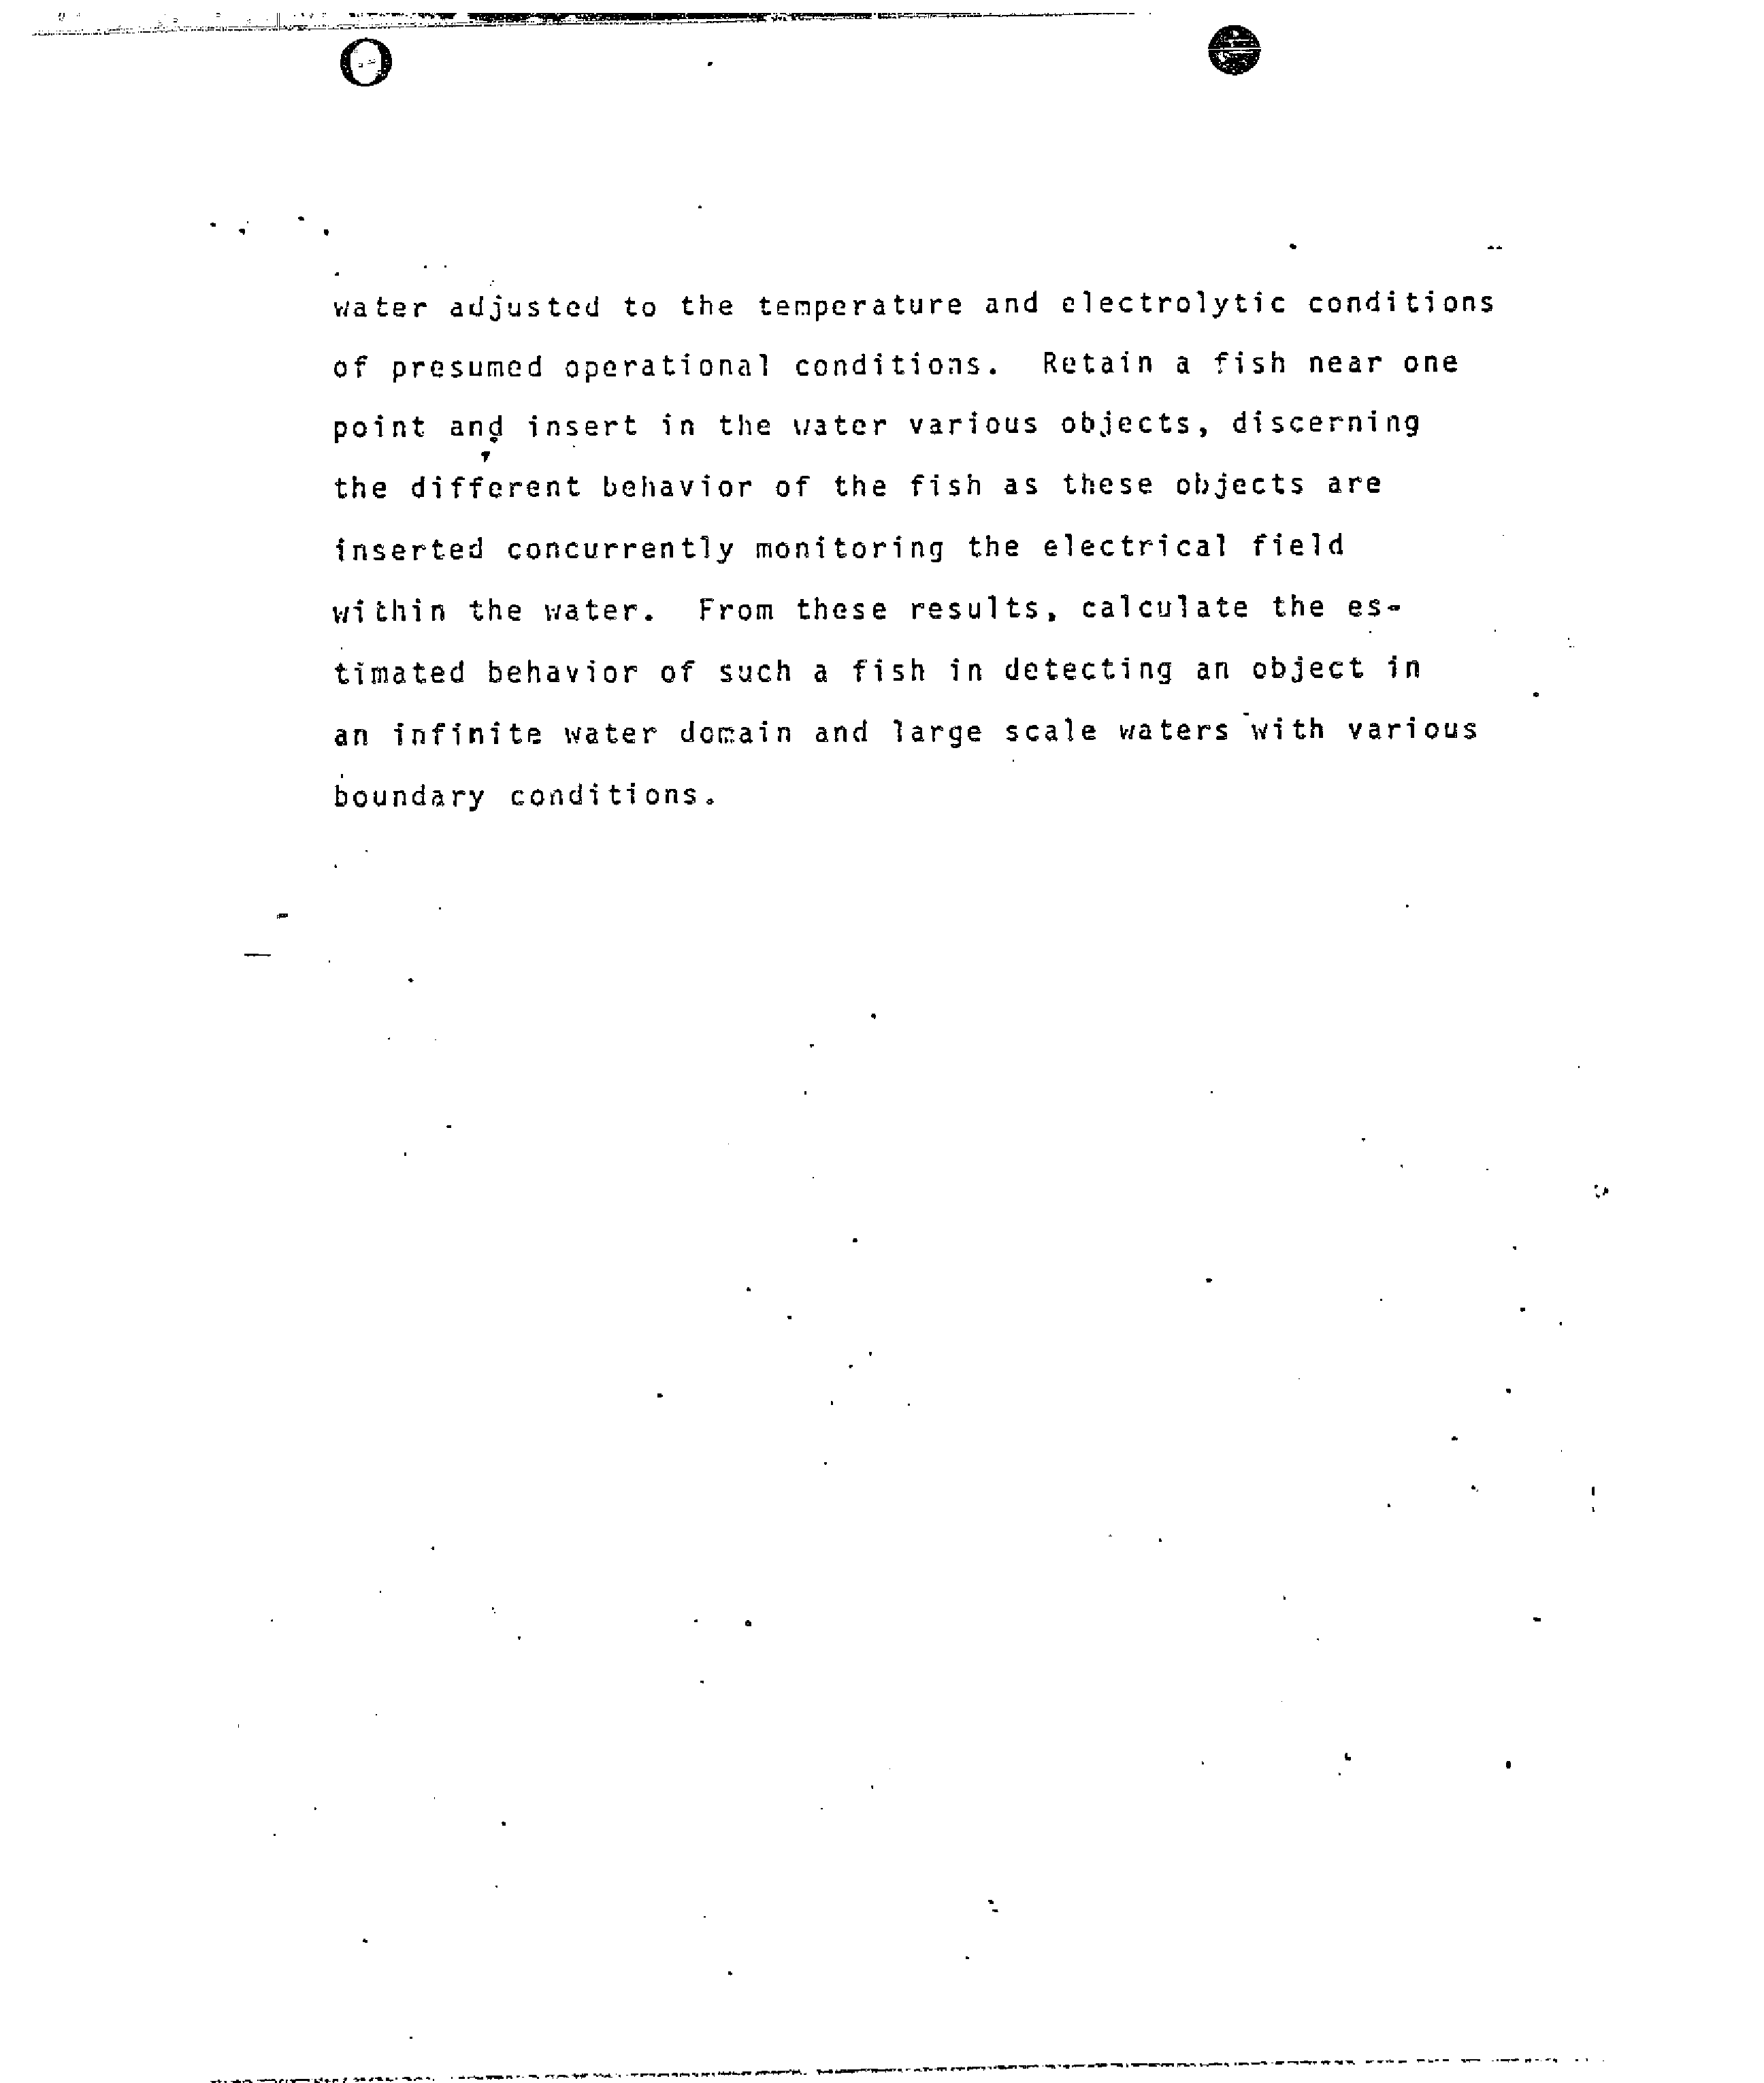 water adjusted to the temperature and electrolytic conditions
of presumed operational conditions. Retain a fish near one
point and insert in the water various objects, discerning
the different behavior of the fish as these objects are
inserted concurrently monitoring the electrical field
within the water. From these results, calculate the es-
timated behavior of such a fish in detecting an object in
an infinite water domain and large scale waters with various
boundary conditions.